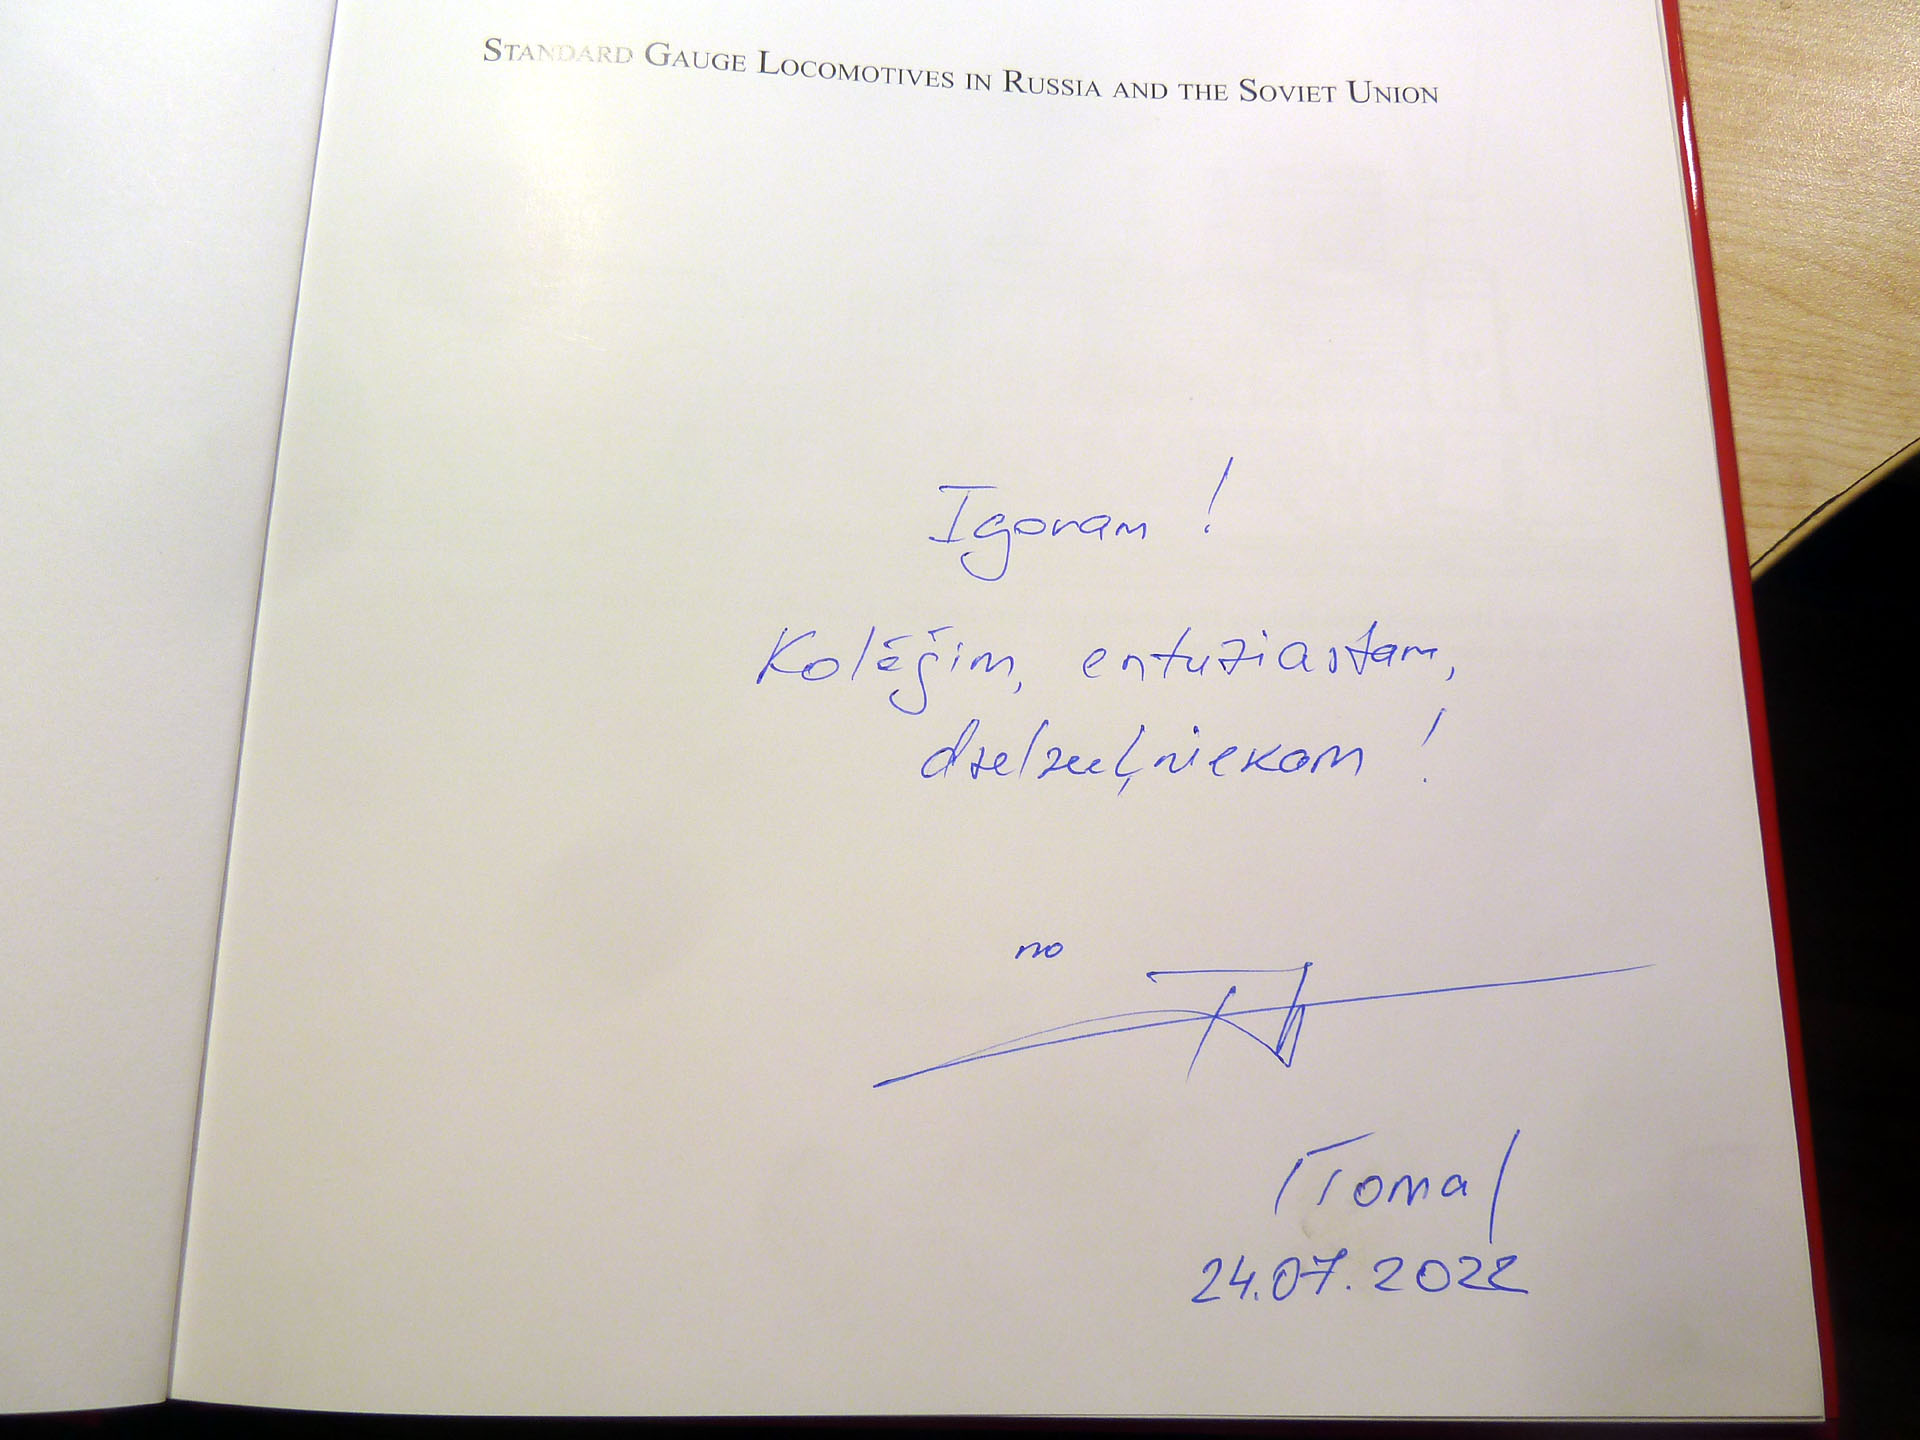 STANDARD GAUGE LOCOMOTIVES IN RUSSIA AND THE SOVIET UNION
Igoram !
Kolēģim, entuziastam,
dzelzceļniekam !
no
/Toma/
24.07.2022